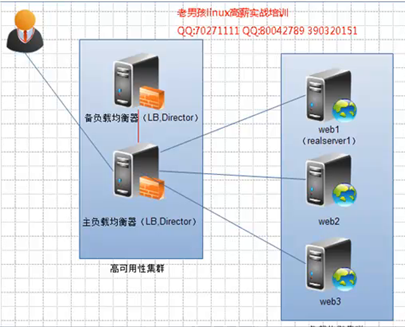 老男孩linux高薪实战培训
QQ:70271111 QQ:80042789 390320151
备负载均衡器（LB,Director）
主负载均衡器（LB,Director）
高可用性集群
web1
（realserver1）
web2
web3